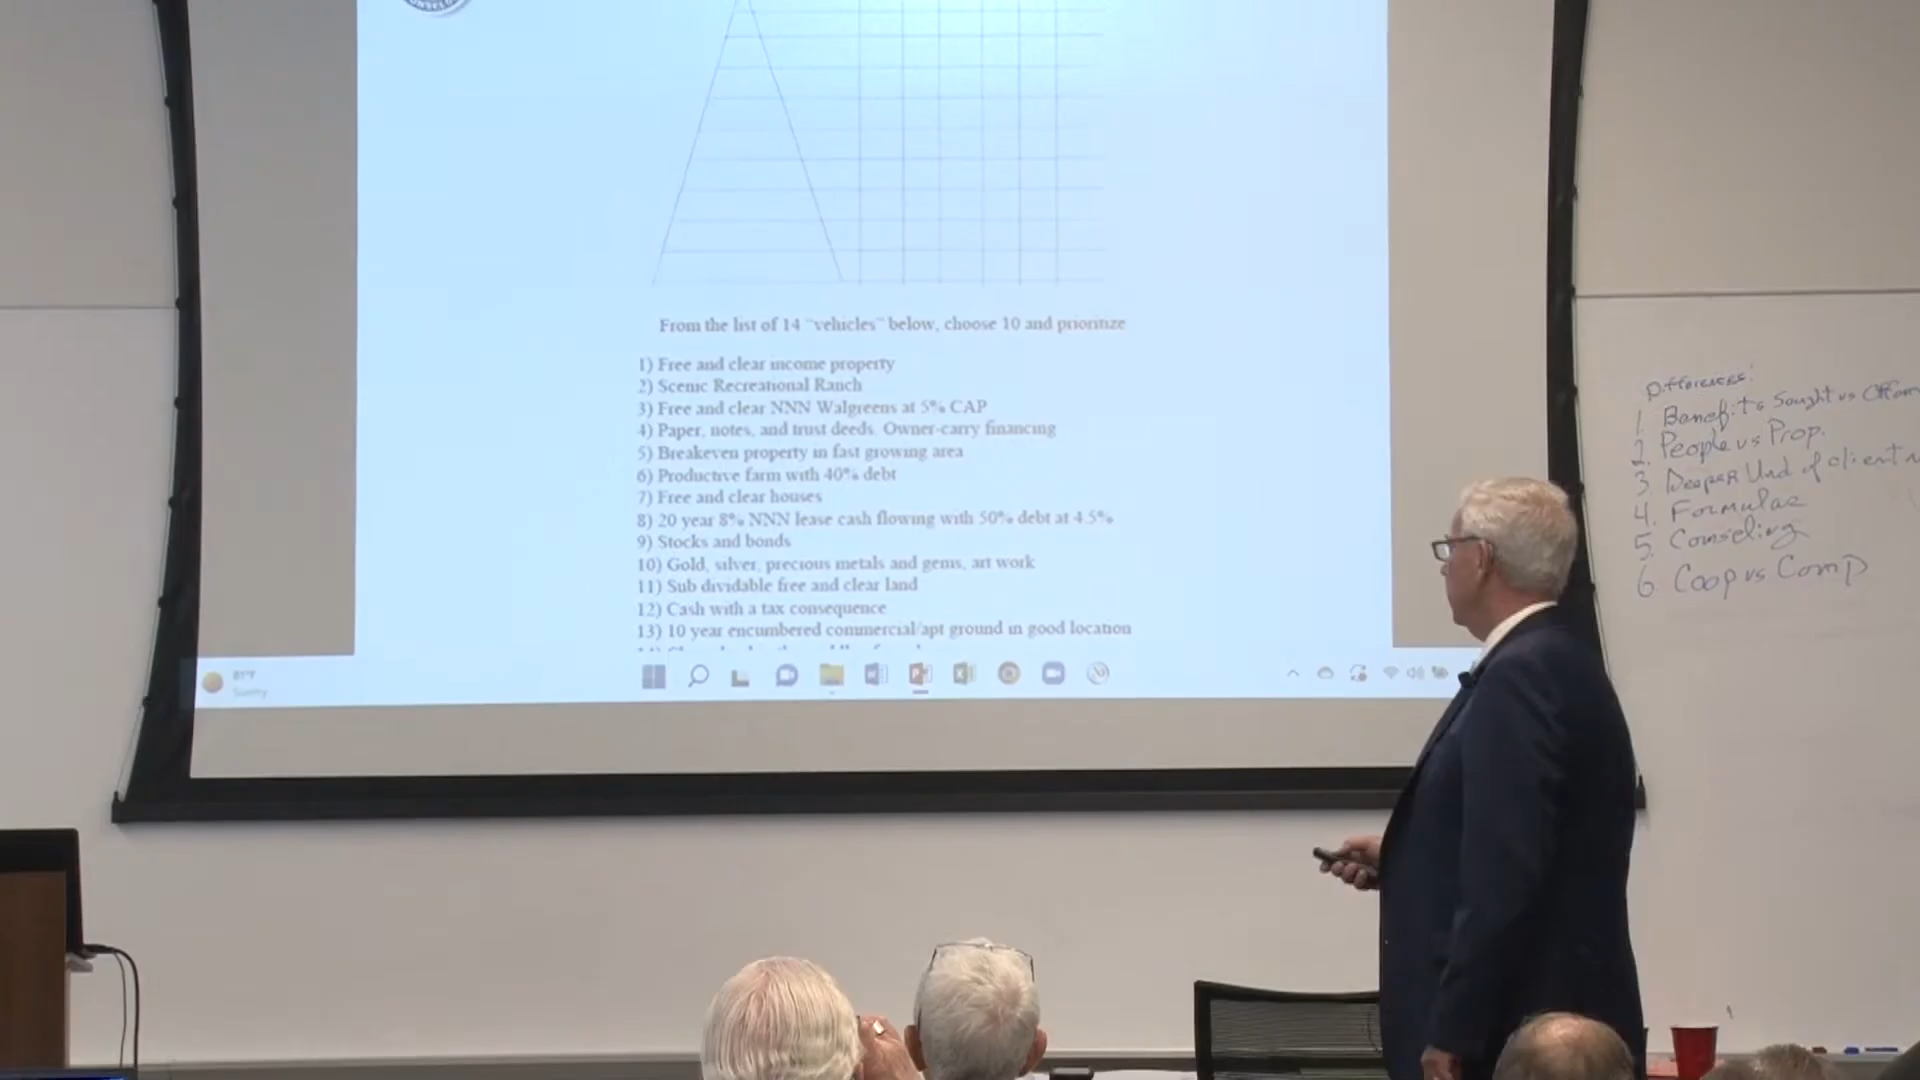 From the list of 14 "vehicles" below, choose 10 and prioritize
1) Free and clear income property
2) Scenic Recreational Ranch
3) Free and clear NNN Walgreens at 5% CAP
4) Paper, notes, and trust deeds. Owner-carry financing
5) Breakeven property in fast growing area
6) Productive farm with 40% debt
7) Free and clear houses
8) 20 year 8% NNN lease cash flowing with 50% debt at 4.5%
9) Stocks and bonds
10) Gold, silver, precious metals and gems, art work
11) Sub dividable free and clear land
12) Cash with a tax consequence
13) 10 year encumbered commercial/apt ground in good location
81°F
Sunny
Differences:
1. Benefits Sought vs
2. People vs Prop.
3. Deeper Und of client
4. Formulas
5. Conseling
6 Coop vs Comp